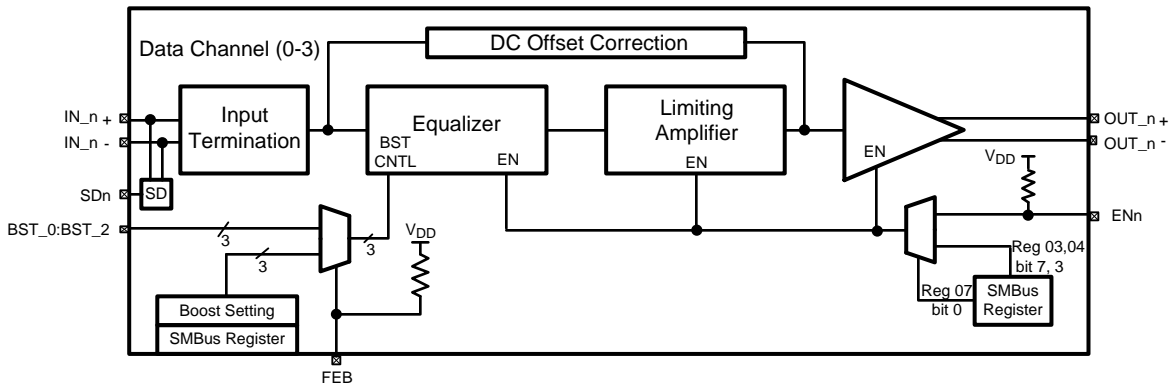 DC Offset Correction
Data Channel (0-3)
IN_n +
IN_n -
Input
Termination
Equalizer
BST
CNTL
EN
Limiting
Amplifier
EN
EN
OUT_n +
OUT_n -
SD
SDn
VDD
ENn
BST_0:BST_2
3
3
3
VDD
Reg 03,04
bit 7, 3
Reg 07
bit 0
SMBus
Register
Boost Setting
SMBus Register
FEB